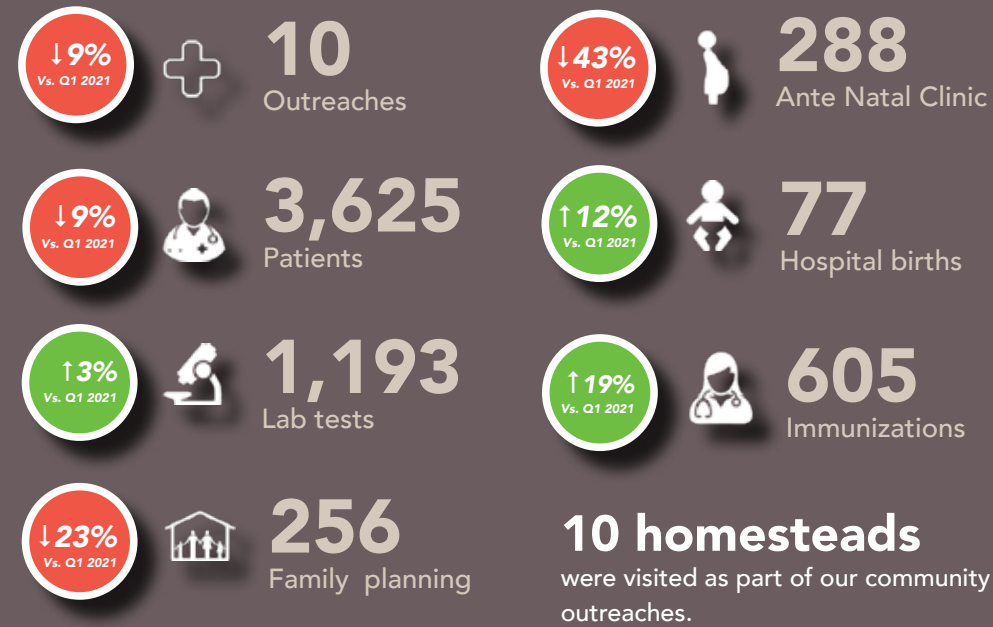 ↓9%
Vs. Q1 2021
10
Outreaches
↓9%
Vs. Q1 2021
3,625
Patients
↑3%
Vs. Q1 2021
1,193
Lab tests
↓23%
Vs. Q1 2021
256
Family planning
↓43%
Vs. Q1 2021
288
Ante Natal Clinic
↑12%
Vs. Q1 2021
77
Hospital births
↑19%
Vs. Q1 2021
605
Immunizations
10 homesteads
were visited as part of our community
outreaches.